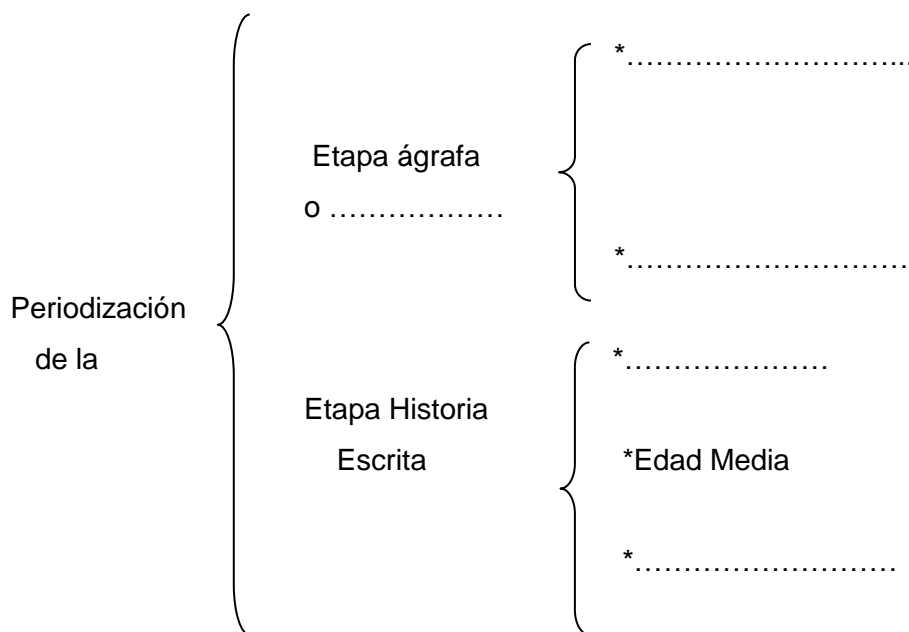 *…………………………..
Etapa ágrafa
o ………………
*…………………………
Periodización
de la
*…………………
Etapa Historia
Escrita
*Edad Media
*………………………